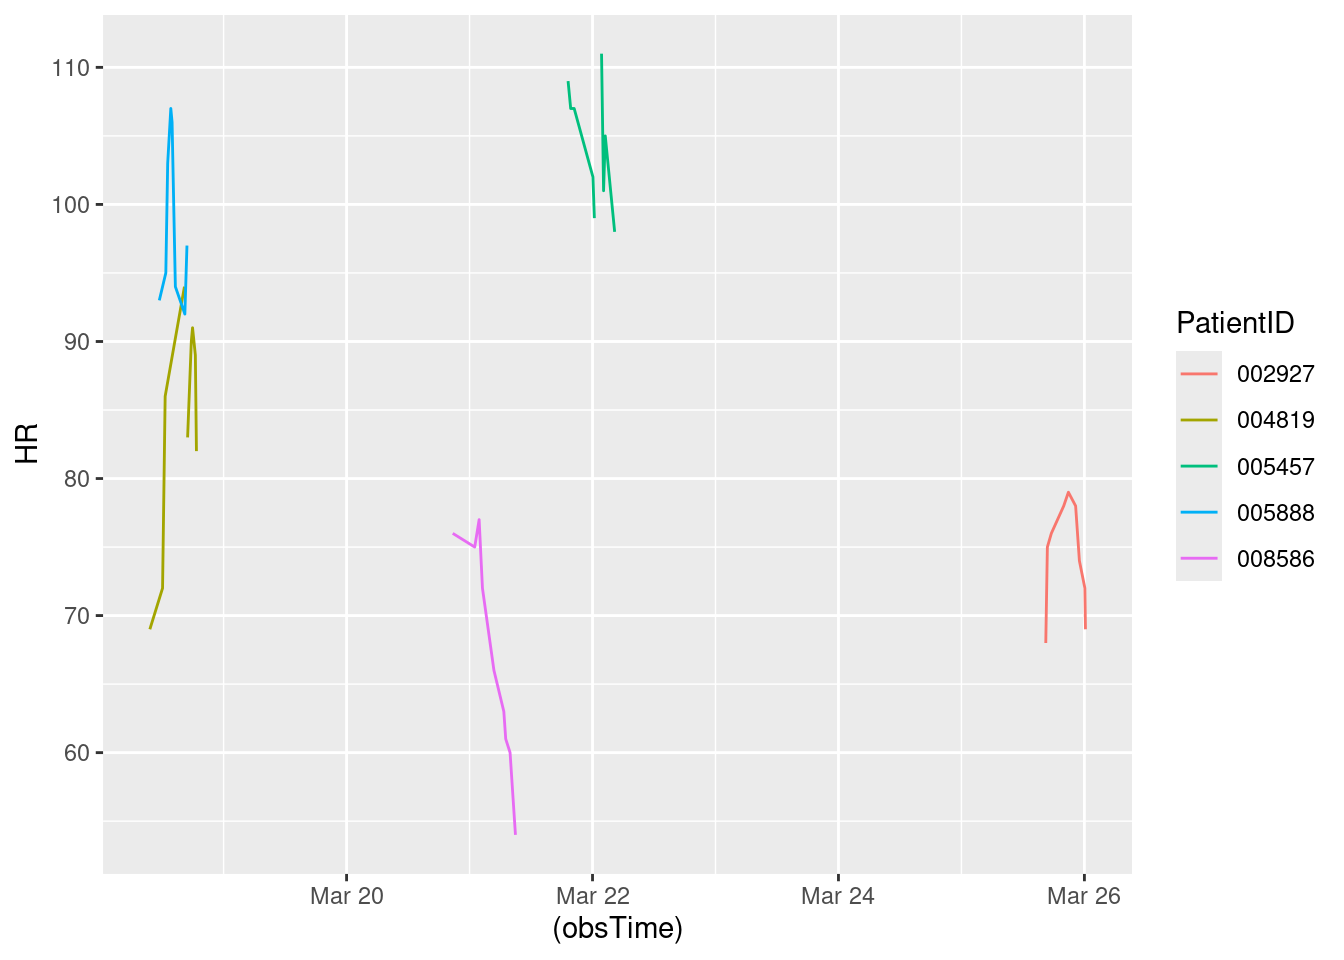 110
100
90
80
70
60
HR
Mar 20
Mar 22
Mar 24
Mar 26
(obsTime)
PatientID
002927
004819
005457
005888
008586